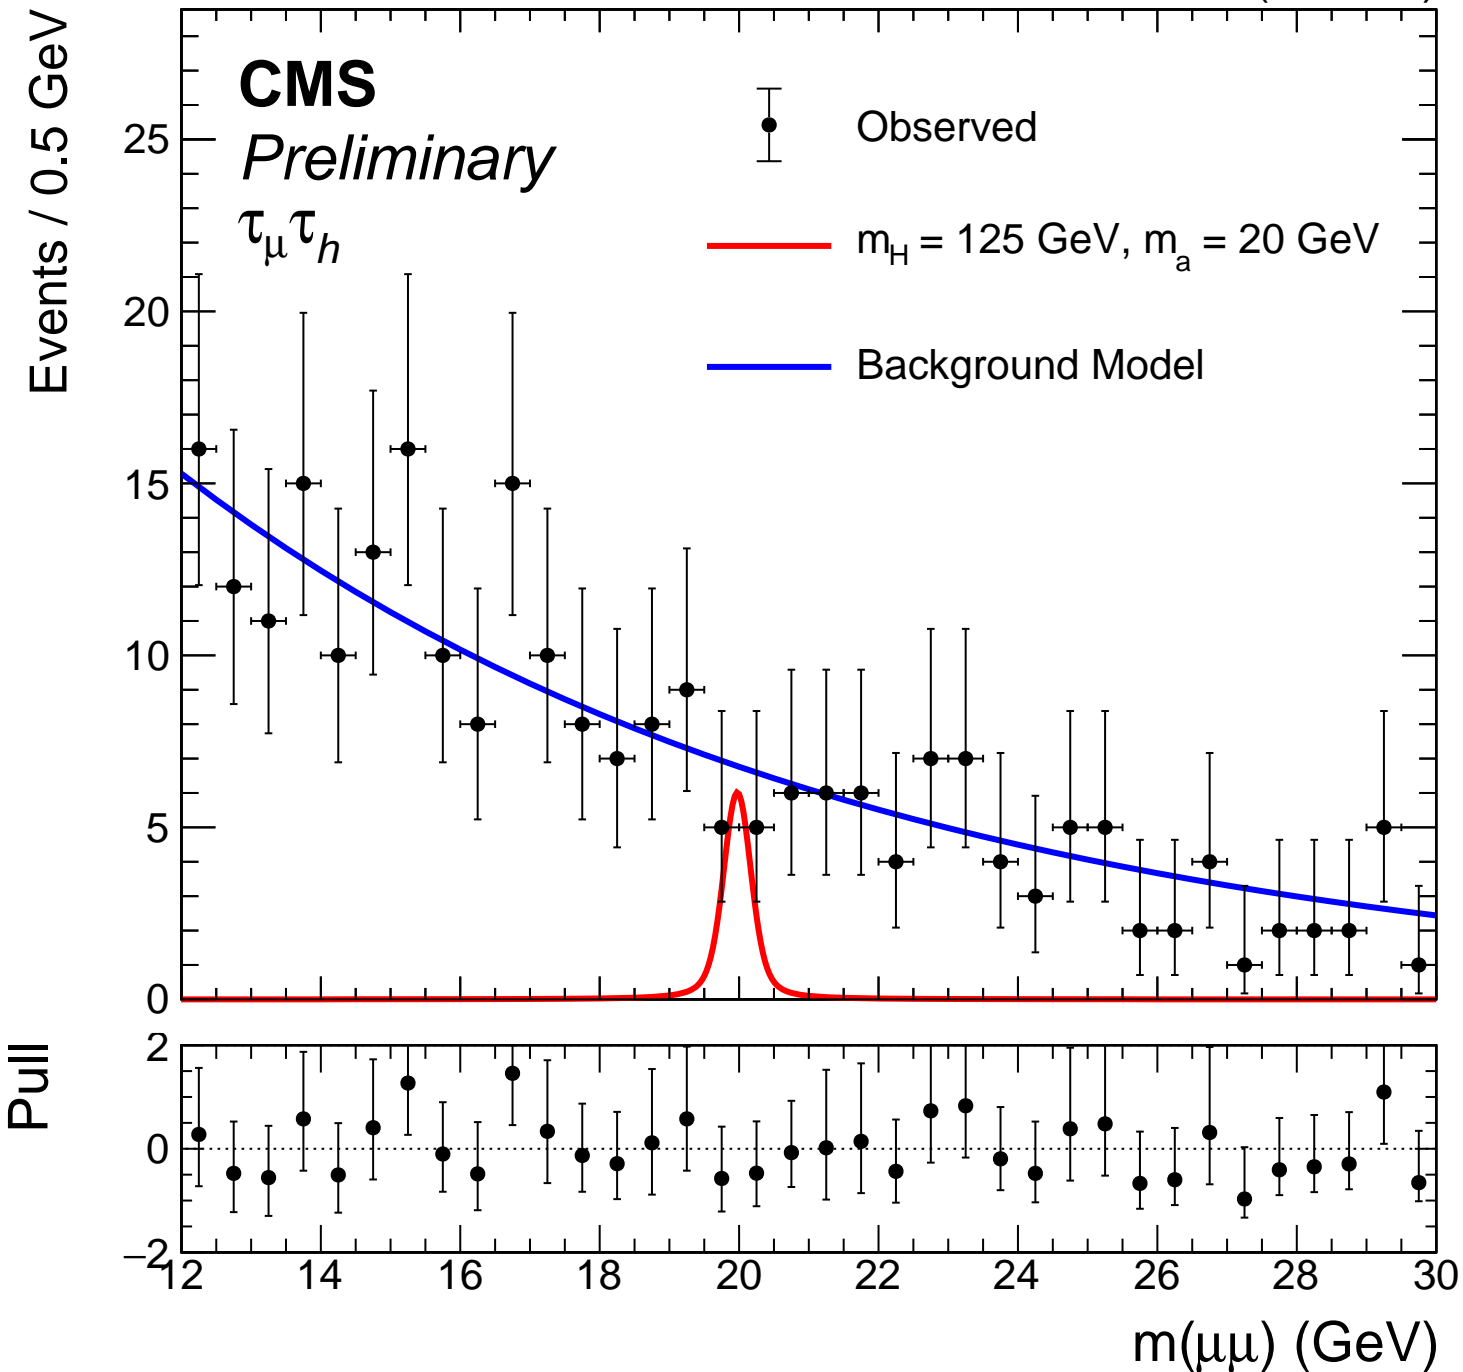 CMS
Preliminary
τμτh
Observed
mH = 125 GeV, ma = 20 GeV
Background Model
Events / 0.5 GeV
25
20
15
10
5
0
Pull
2
0
−2
12 14 16 18 20 22 24 26 28 30
m(μμ) (GeV)